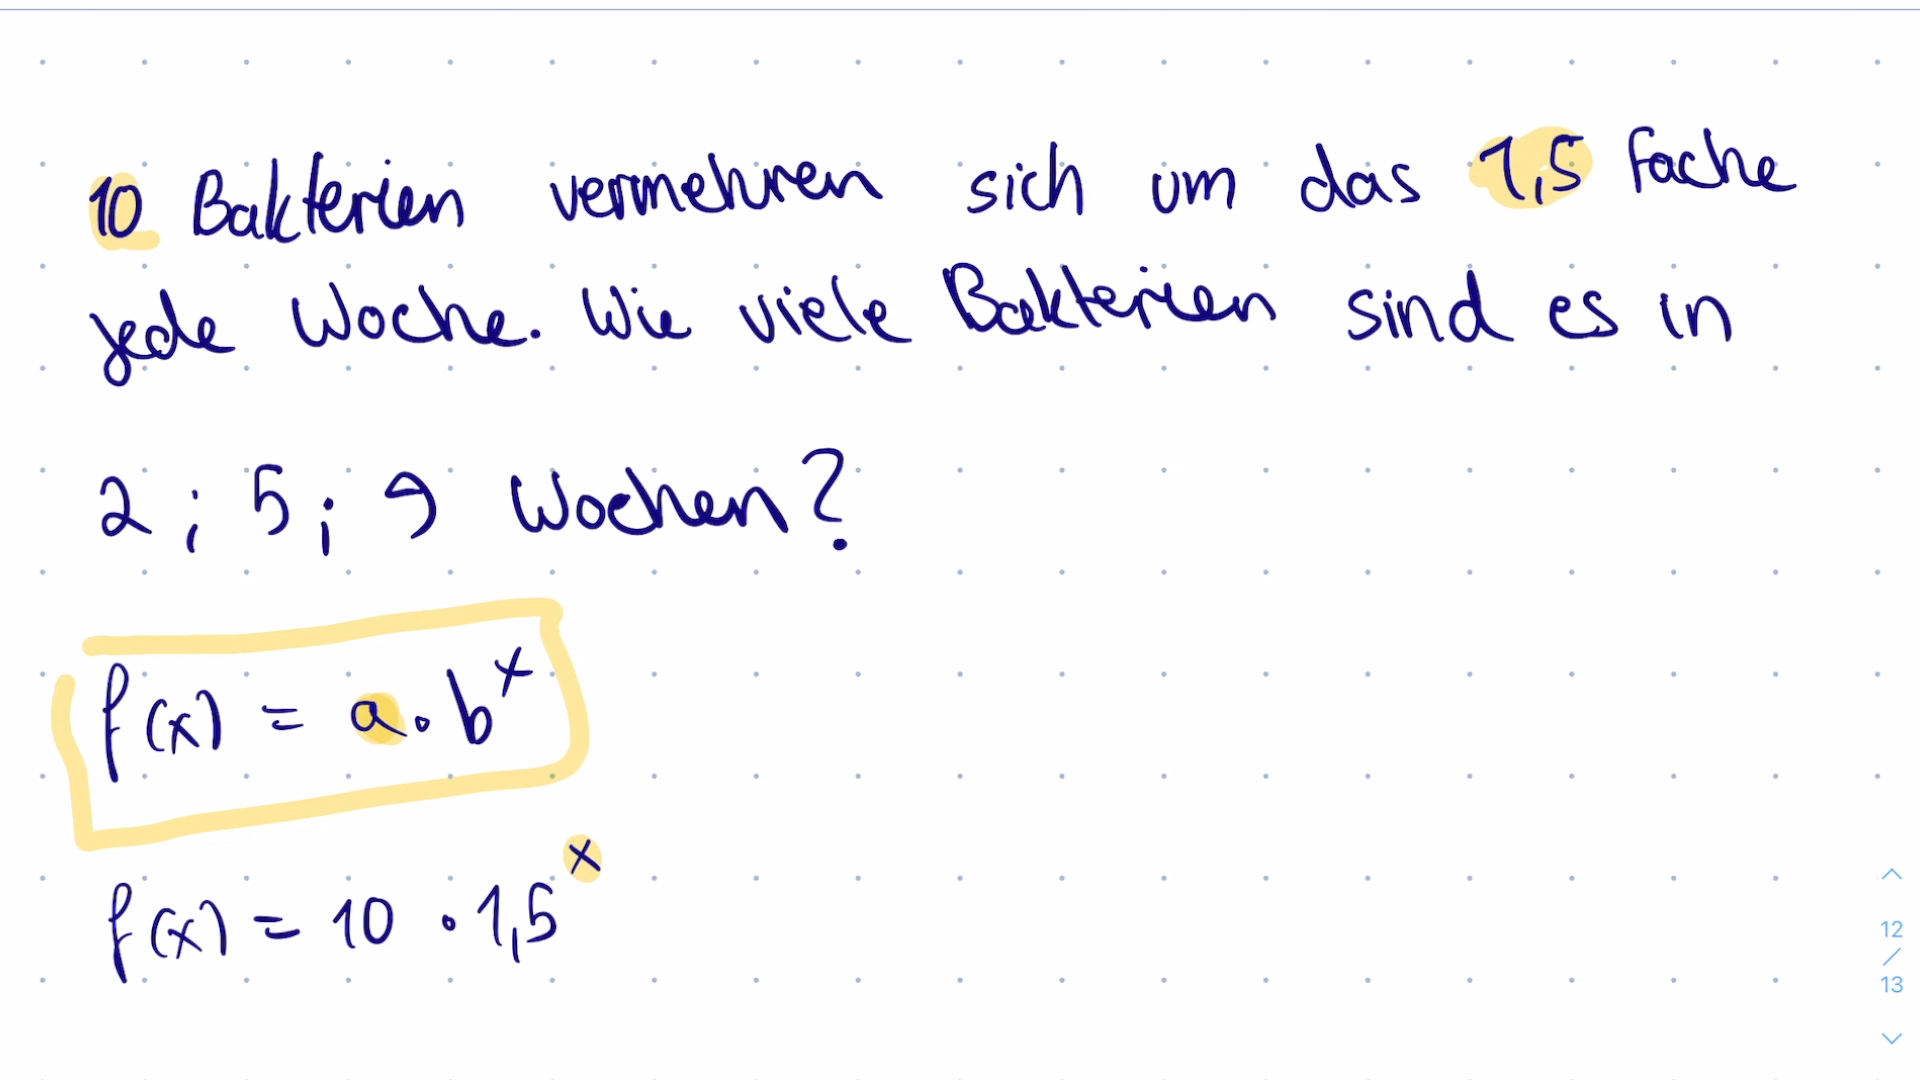 10 Bakterien vermehren sich um das 1,5 fache
jede Woche. Wie viele Bakterien sind es in
2 ; 5 ; 9 Wochen?
f(x) = a · b^x
f(x) = 10 · 1,5^x
12
/
13